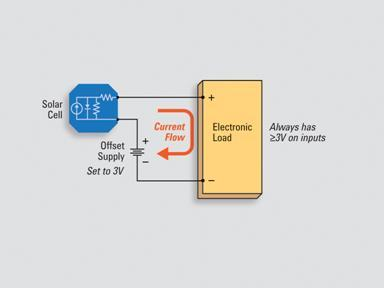 Solar
Cell
+
Current
Flow
Electronic
Load
Always has
≥3V on inputs
Offset
Supply
+
−
Set to 3V
−